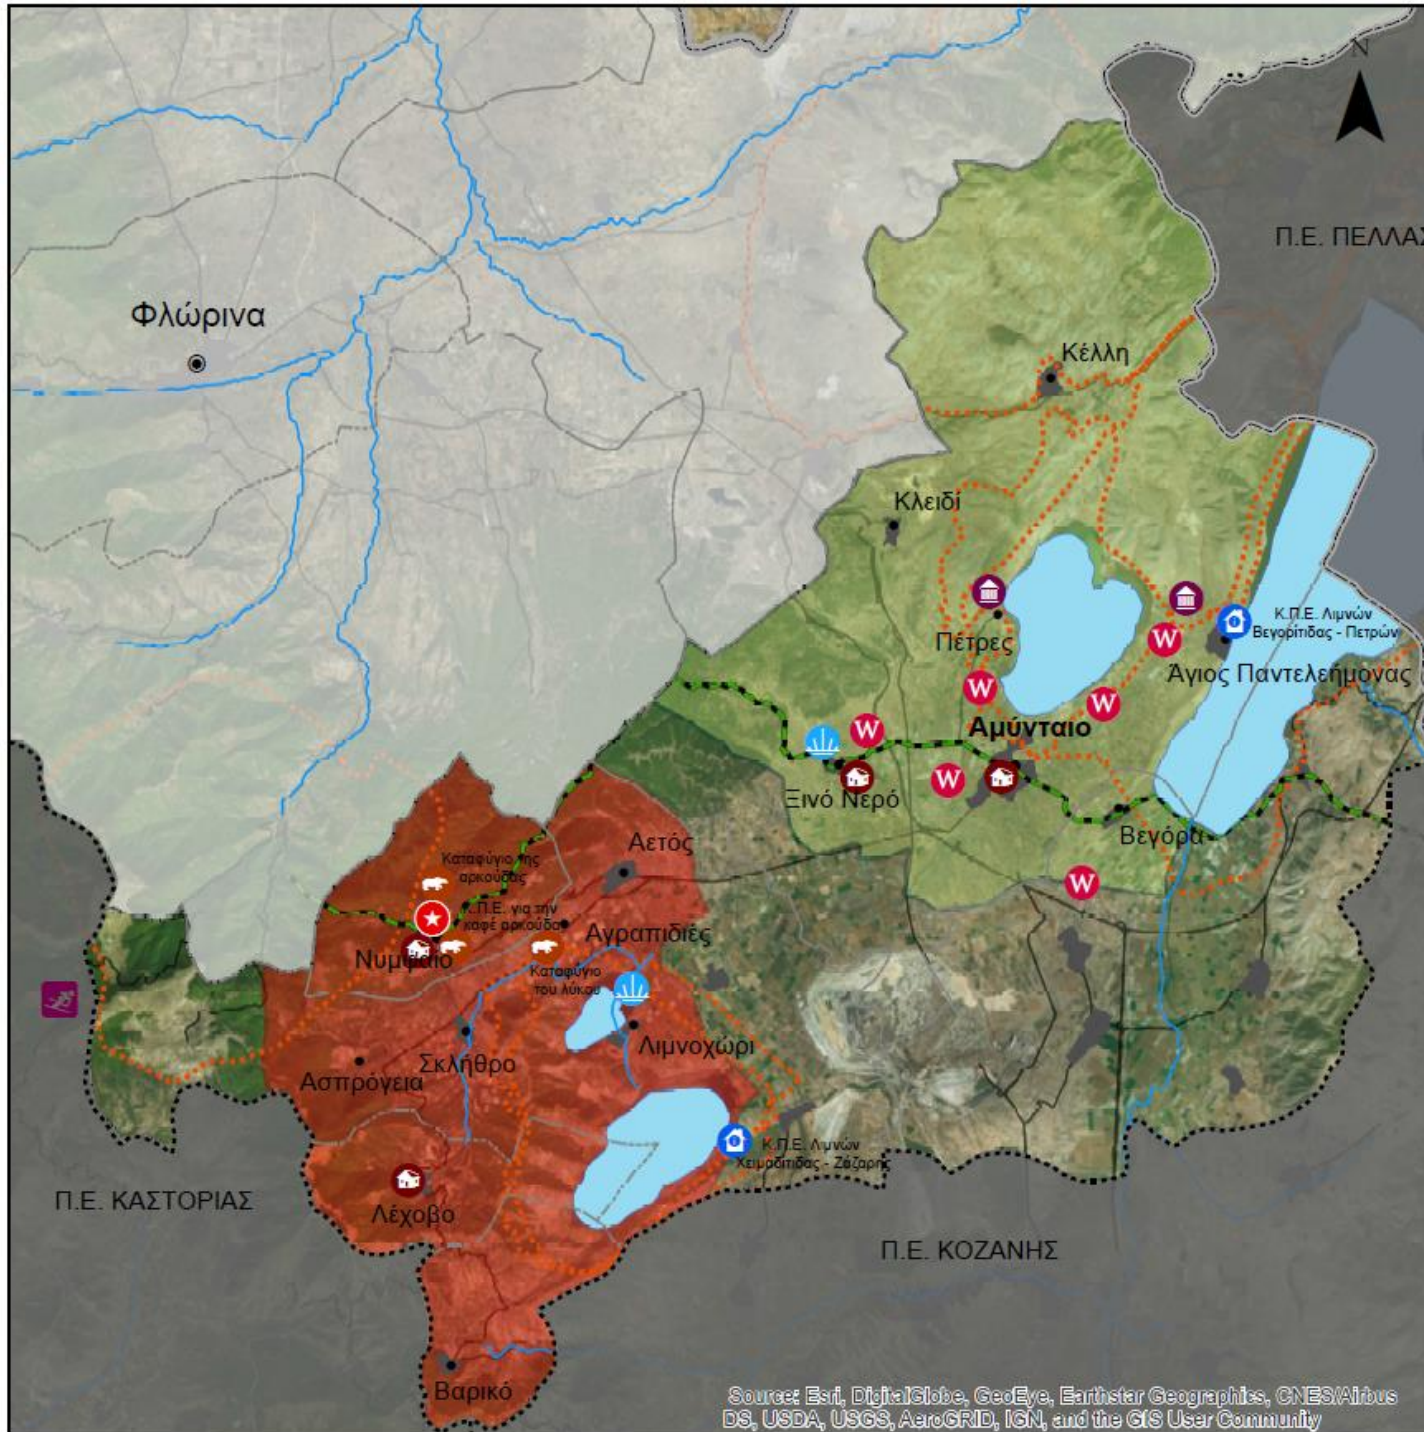 N
Π.Ε. ΠΕΛΛΑΣ
Φλώρινα
Κέλλη
Κλειδί
Κ.Π.Ε. Λιμνών
Βεγορίτιδας - Πετρών
Πέτρες
W
Άγιος Παντελεήμονας
W
W
Αμύνταιο
W
W
Ξινό Νερό
Βεγόρα
Αετός
Καταφύγιο της
αρκούδας
W
Κ.Π.Ε. για την
καφέ αρκούδα
Αγραπιδιές
Νυμφαίο
Καταφύγιο
του λύκου
Λιμνοχώρι
Σκλήθρο
Ασπρόγεια
Κ.Π.Ε. Λιμνών
Χειμαδίτιδας - Ζάζαρης
Π.Ε. ΚΑΣΤΟΡΙΑΣ
Λέχοβο
Π.Ε. ΚΟΖΑΝΗΣ
Βαρικό
Source: Esri, DigitalGlobe, GeoEye, Earthstar Geographics, CNES/Airbus
DS, USDA, USGS, AeroGRID, IGN, and the GIS User Community